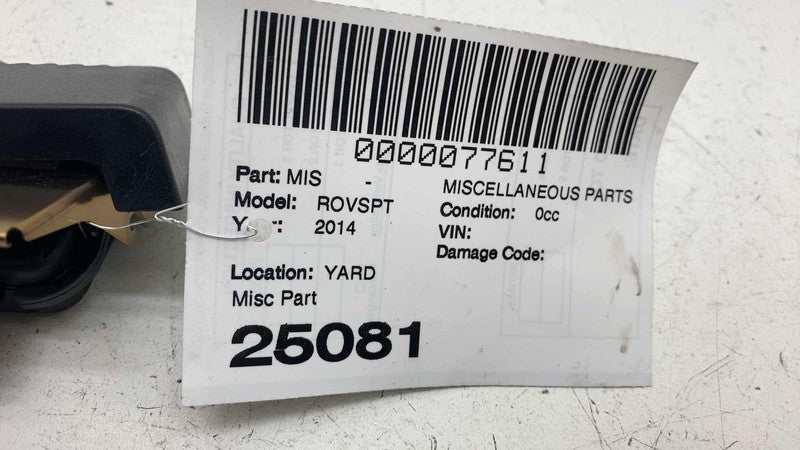 0000077611
Part: MIS - MISCELLANEOUS PARTS
Model: ROVSPT Condition: 0cc
2014 VIN:
Damage Code:
Location: YARD
Misc Part
25081